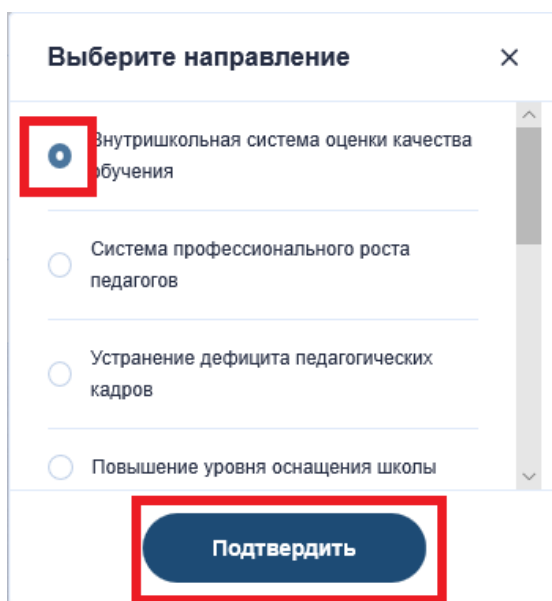 Выберите направление
Внутришкольная система оценки качества
обучения
Система профессионального роста
педагогов
Устранение дефицита педагогических
кадров
Повышение уровня оснащения школы
Подтвердить